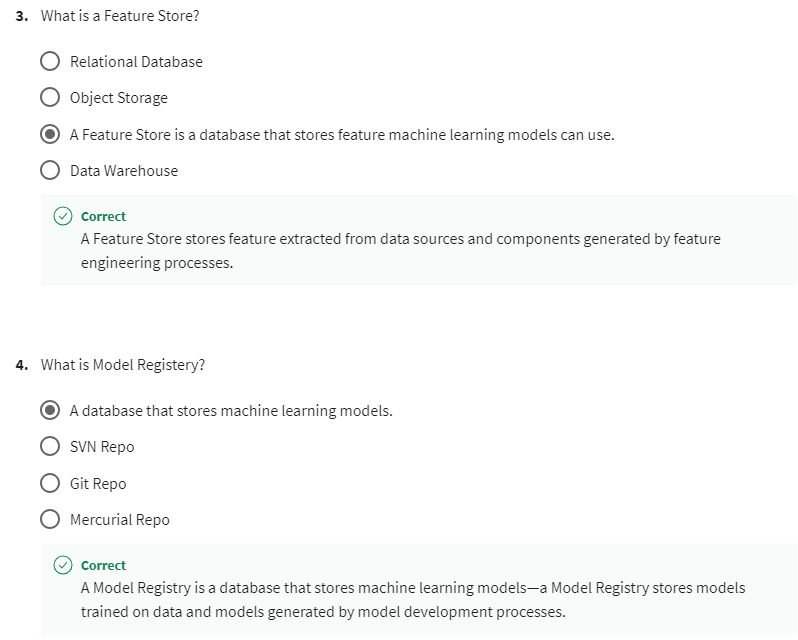 3. What is a Feature Store?
Relational Database
Object Storage
A Feature Store is a database that stores feature machine learning models can use.
Data Warehouse
Correct
A Feature Store stores feature extracted from data sources and components generated by feature
engineering processes.
4. What is Model Registery?
A database that stores machine learning models.
SVN Repo
Git Repo
Mercurial Repo
Correct
A Model Registry is a database that stores machine learning models—a Model Registry stores models
trained on data and models generated by model development processes.